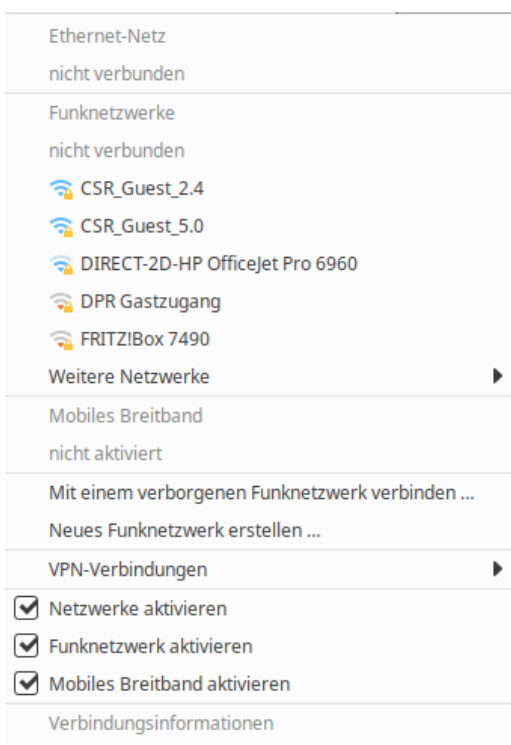 Ethernet-Netz
nicht verbunden
Funknetzwerke
nicht verbunden
CSR_Guest_2.4
CSR_Guest_5.0
DIRECT-2D-HP OfficeJet Pro 6960
DPR Gastzugang
FRITZ!Box 7490
Weitere Netzwerke
Mobiles Breitband
nicht aktiviert
Mit einem verborgenen Funknetzwerk verbinden ...
Neues Funknetzwerk erstellen ...
VPN-Verbindungen
Netzwerke aktivieren
Funknetzwerk aktivieren
Mobiles Breitband aktivieren
Verbindungsinformationen